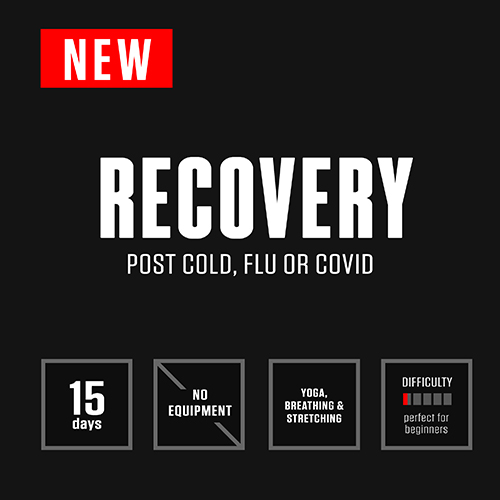 NEW
RECOVERY
POST COLD, FLU OR COVID
15
days
NO
EQUIPMENT
YOGA,
BREATHING &
STRETCHING
DIFFICULTY
perfect for
beginners